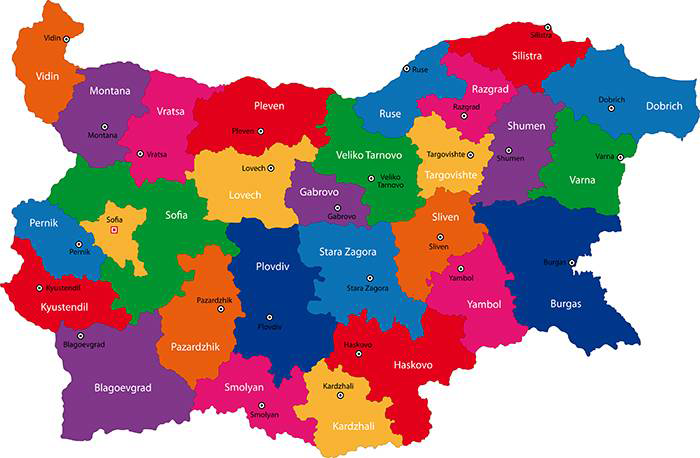 Vidin
Vidin
Montana
Montana
Vratsa
Vratsa
Pleven
Pleven
Ruse
Ruse
Silistra
Silistra
Razgrad
Razgrad
Dobrich
Dobrich
Shumen
Shumen
Varna
Varna
Targovishte
Targovishte
Veliko Tarnovo
Veliko
Tarnovo
Lovech
Lovech
Gabrovo
Gabrovo
Sofia
Sofia
Pernik
Pernik
Kyustendil
Kyustendil
Sliven
Sliven
Stara Zagora
Stara Zagora
Plovdiv
Plovdiv
Pazardzhik
Pazardzhik
Yambol
Yambol
Burgas
Burgas
Blagoevgrad
Blagoevgrad
Smolyan
Smolyan
Haskovo
Haskovo
Kardzhali
Kardzhali